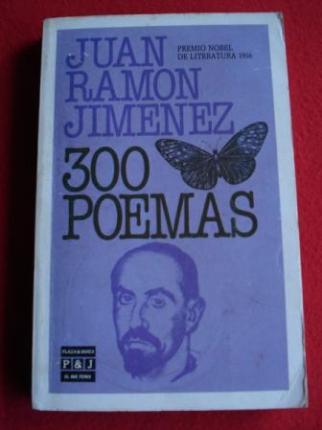 JUAN
RAMON
JIMENEZ
PREMIO NOBEL
DE LITERATURA 1956
300
POEMAS
PLAZA & JANES
P & J